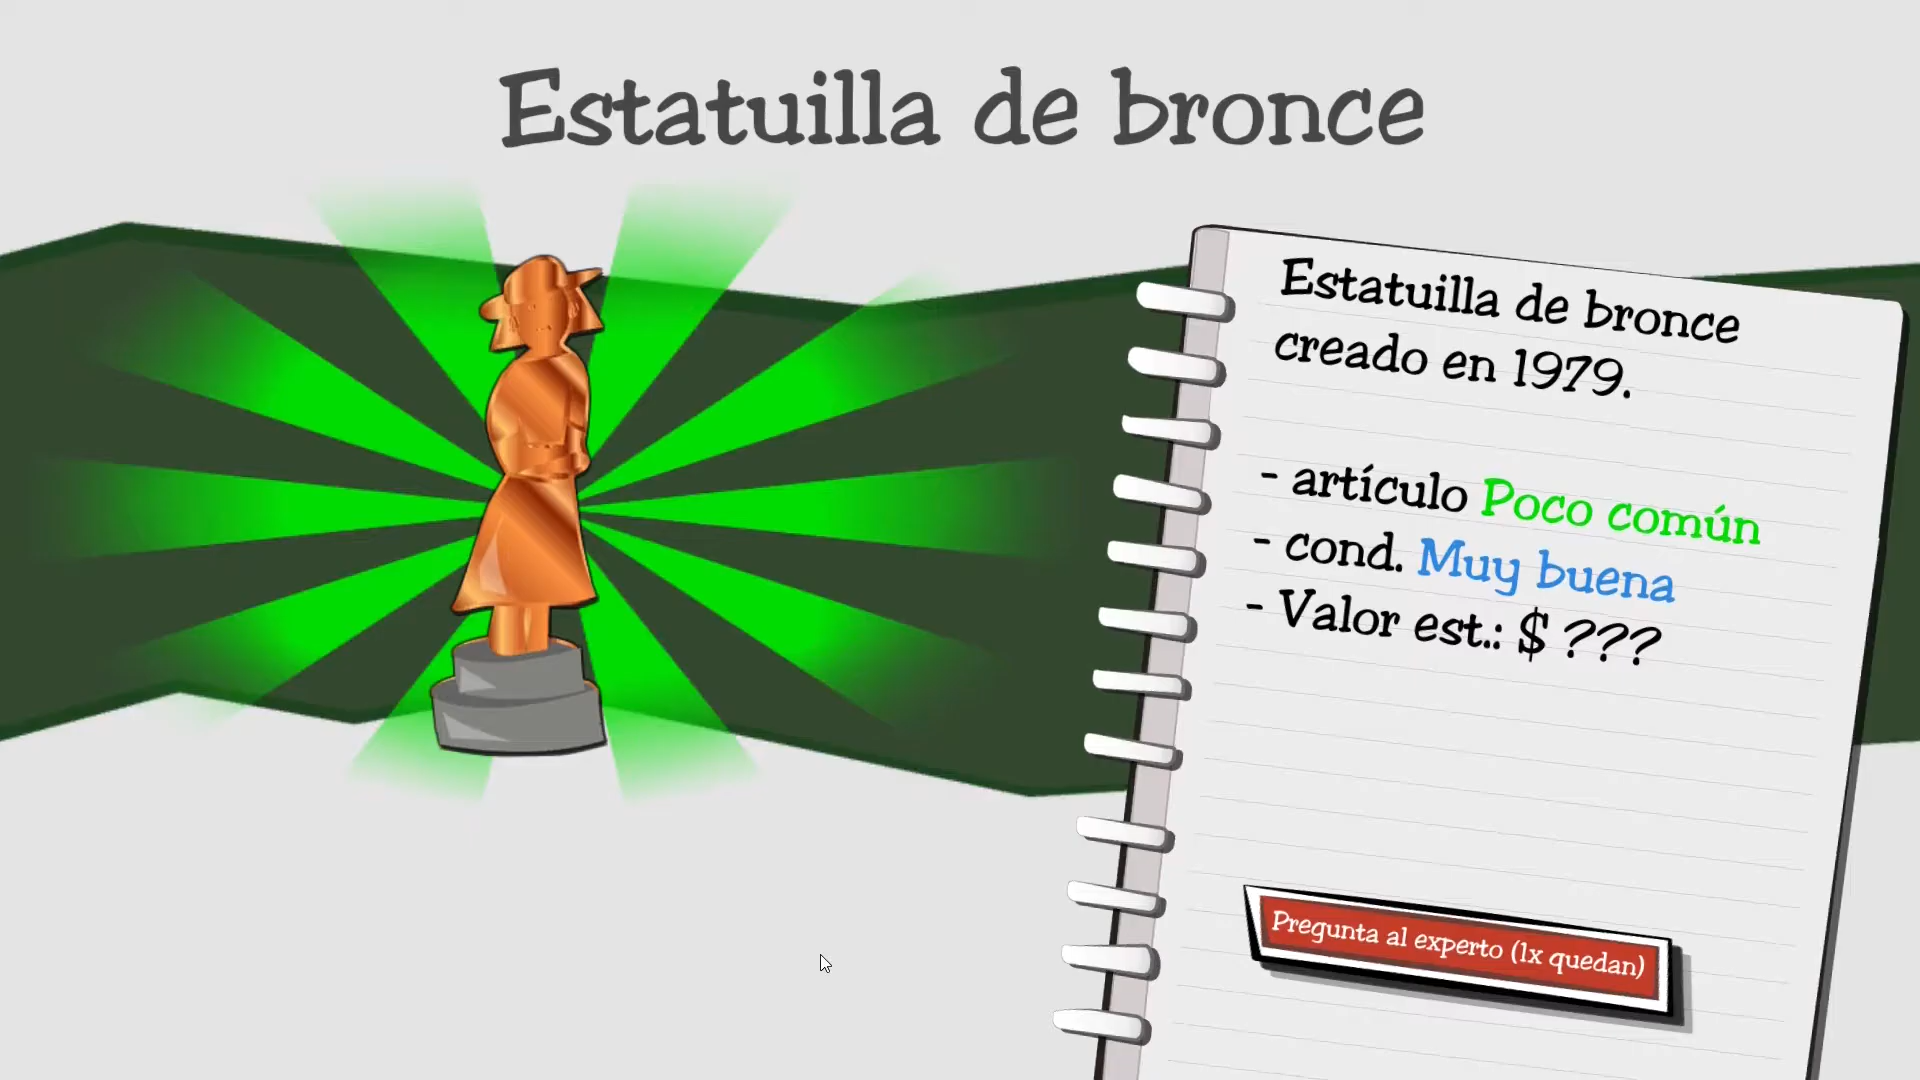 Estatuilla de bronce
Estatuilla de bronce
creado en 1979.
- artículo Poco común
- cond. Muy buena
- Valor est.: $ ???
Pregunta al experto (1x quedan)